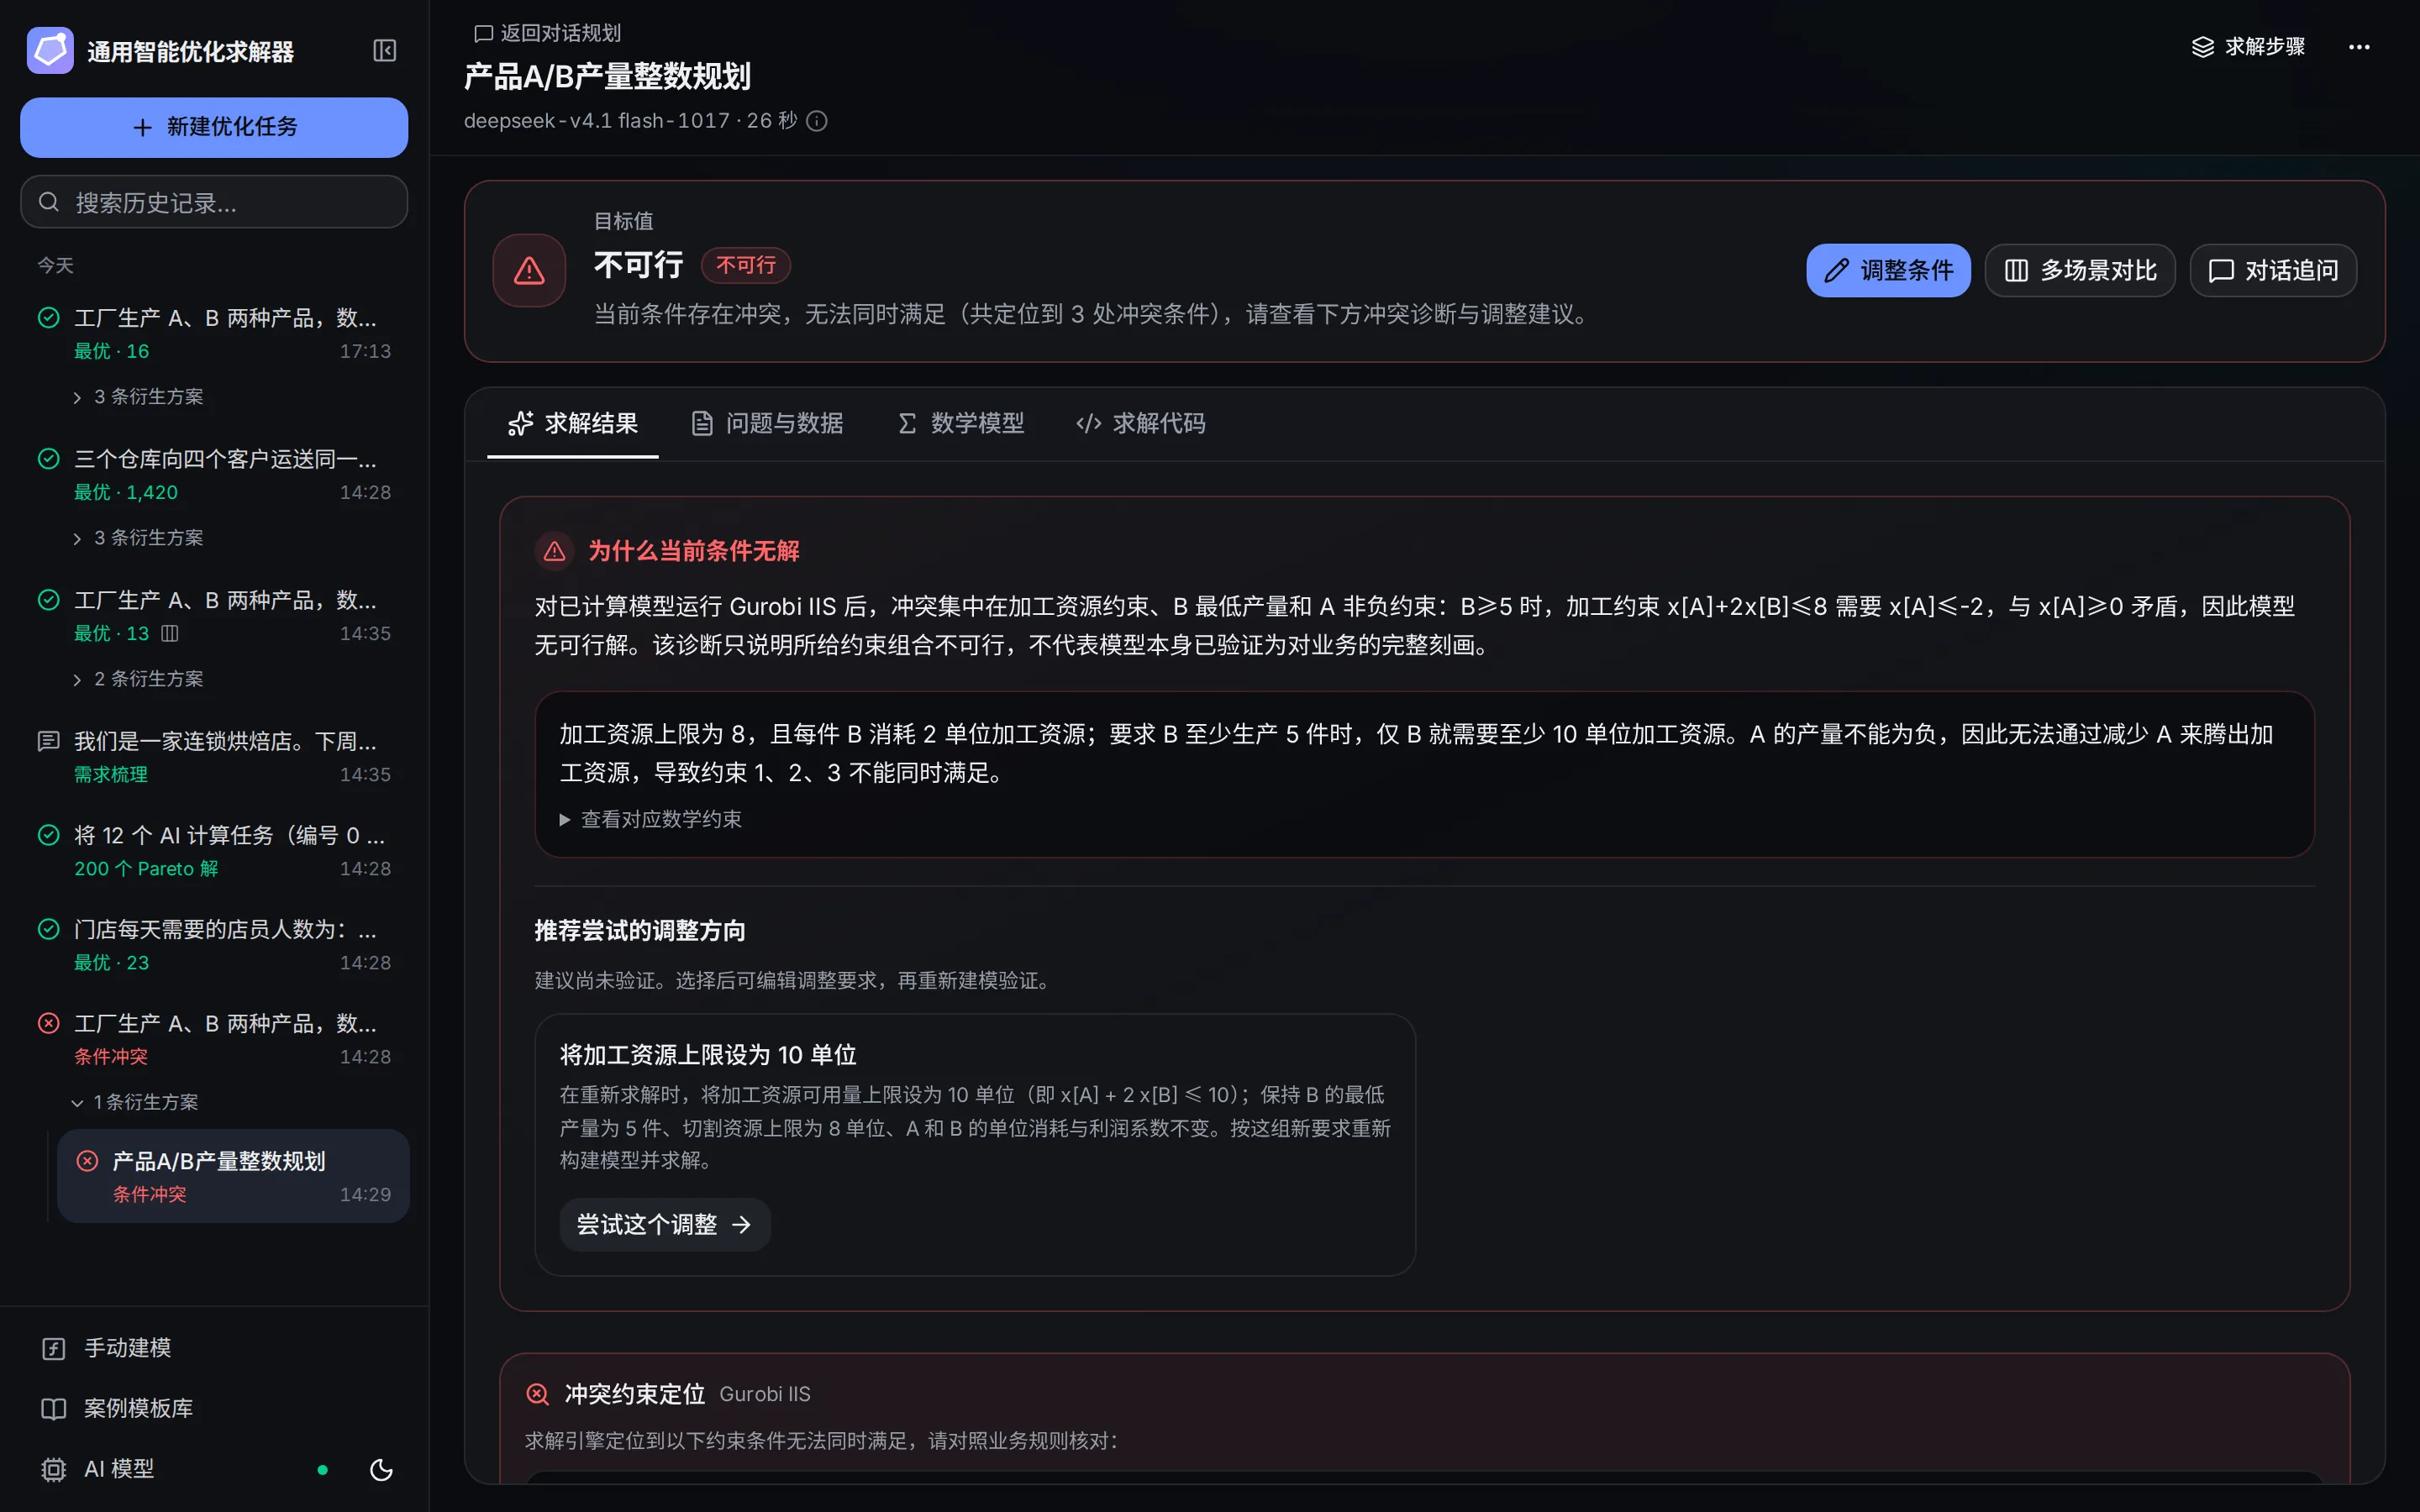 通用智能优化求解器
新建优化任务
搜索历史记录...
今天
工厂生产 A、B 两种产品，数...
最优 · 16
17:13
3 条衍生方案
三个仓库向四个客户运送同一...
最优 · 1,420
14:28
3 条衍生方案
工厂生产 A、B 两种产品，数...
最优 · 13
14:35
2 条衍生方案
我们是一家连锁烘焙店。下周...
需求梳理
14:35
将 12 个 AI 计算任务（编号 0 ...
200 个 Pareto 解
14:28
门店每天需要的店员人数为：...
最优 · 23
14:28
工厂生产 A、B 两种产品，数...
条件冲突
14:28
1 条衍生方案
产品A/B产量整数规划
条件冲突
14:29
手动建模
案例模板库
AI 模型
返回对话规划
产品A/B产量整数规划
deepseek-v4.1 flash-1017 · 26 秒
求解步骤
目标值
不可行
不可行
当前条件存在冲突，无法同时满足（共定位到 3 处冲突条件），请查看下方冲突诊断与调整建议。
调整条件
多场景对比
对话追问
求解结果
问题与数据
数学模型
求解代码
为什么当前条件无解
对已计算模型运行 Gurobi IIS 后，冲突集中在加工资源约束、B 最低产量和 A 非负约束：B≥5 时，加工约束 x[A]+2x[B]≤8 需要 x[A]≤-2，与 x[A]≥0 矛盾，因此模型
无可行解。该诊断只说明所给约束组合不可行，不代表模型本身已验证为对业务的完整刻画。
加工资源上限为 8，且每件 B 消耗 2 单位加工资源；要求 B 至少生产 5 件时，仅 B 就需要至少 10 单位加工资源。A 的产量不能为负，因此无法通过减少 A 来腾出加
工资源，导致约束 1、2、3 不能同时满足。
查看对应数学约束
推荐尝试的调整方向
建议尚未验证。选择后可编辑调整要求，再重新建模验证。
将加工资源上限设为 10 单位
在重新求解时，将加工资源可用量上限设为 10 单位（即 x[A] + 2 x[B] ≤ 10）；保持 B 的最低
产量为 5 件、切割资源上限为 8 单位、A 和 B 的单位消耗与利润系数不变。按这组新要求重新
构建模型并求解。
尝试这个调整
冲突约束定位 Gurobi IIS
求解引擎定位到以下约束条件无法同时满足，请对照业务规则核对：